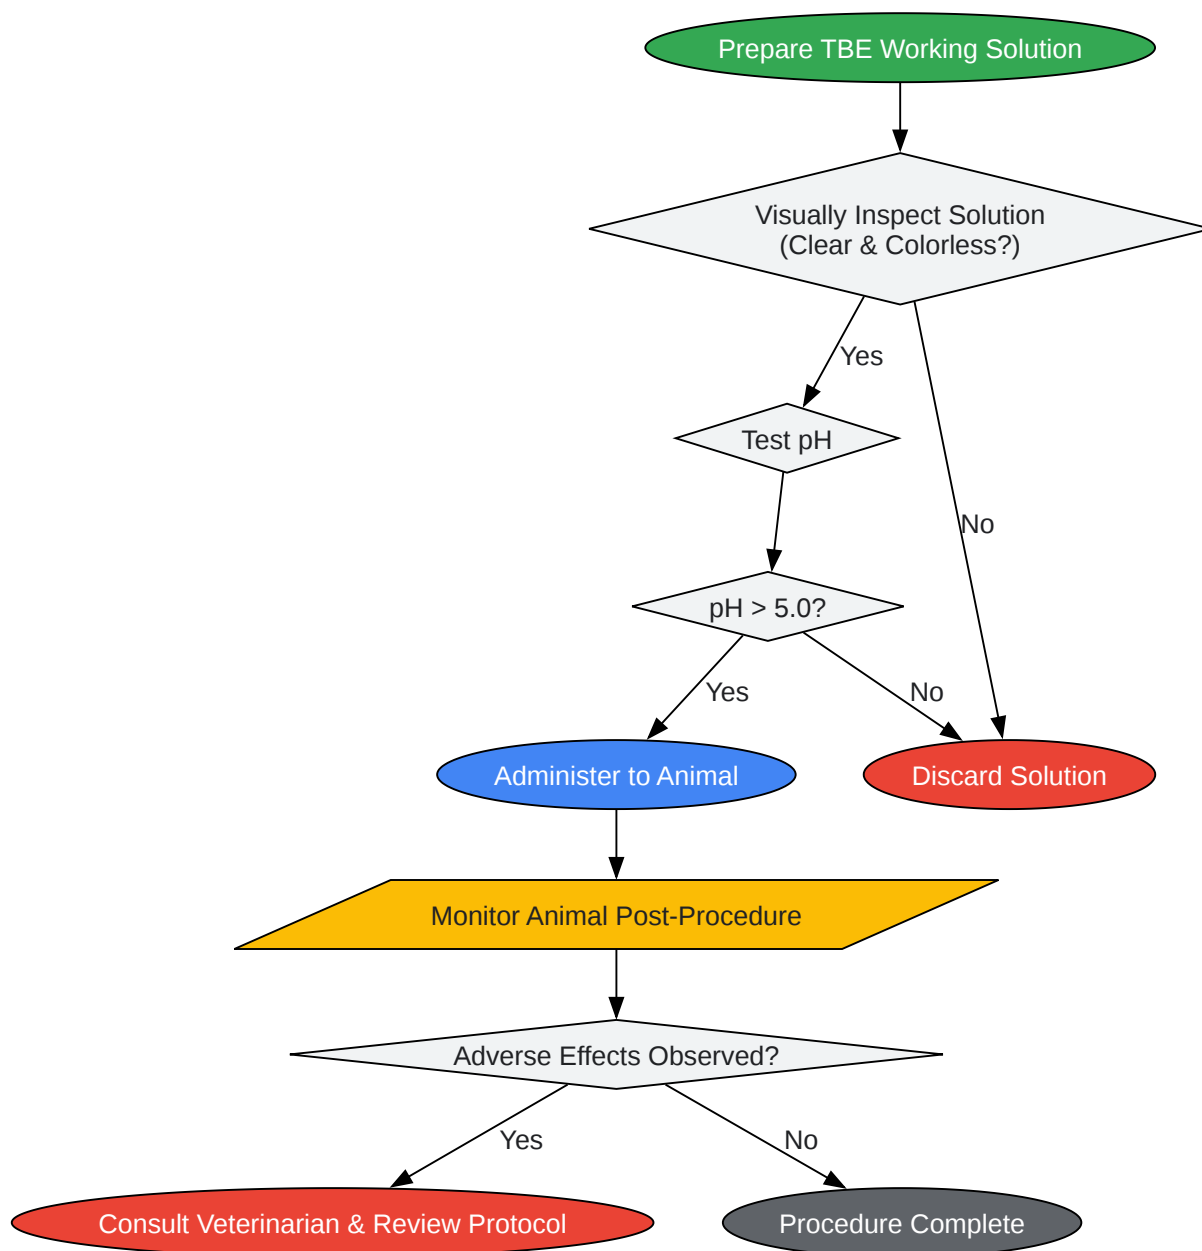 Prepare TBE Working Solution
Visually Inspect Solution
(Clear & Colorless?)
Yes
Test pH
No
pH > 5.0?
Yes
No
Administer to Animal
Discard Solution
Monitor Animal Post-Procedure
Adverse Effects Observed?
Yes
No
Consult Veterinarian & Review Protocol
Procedure Complete